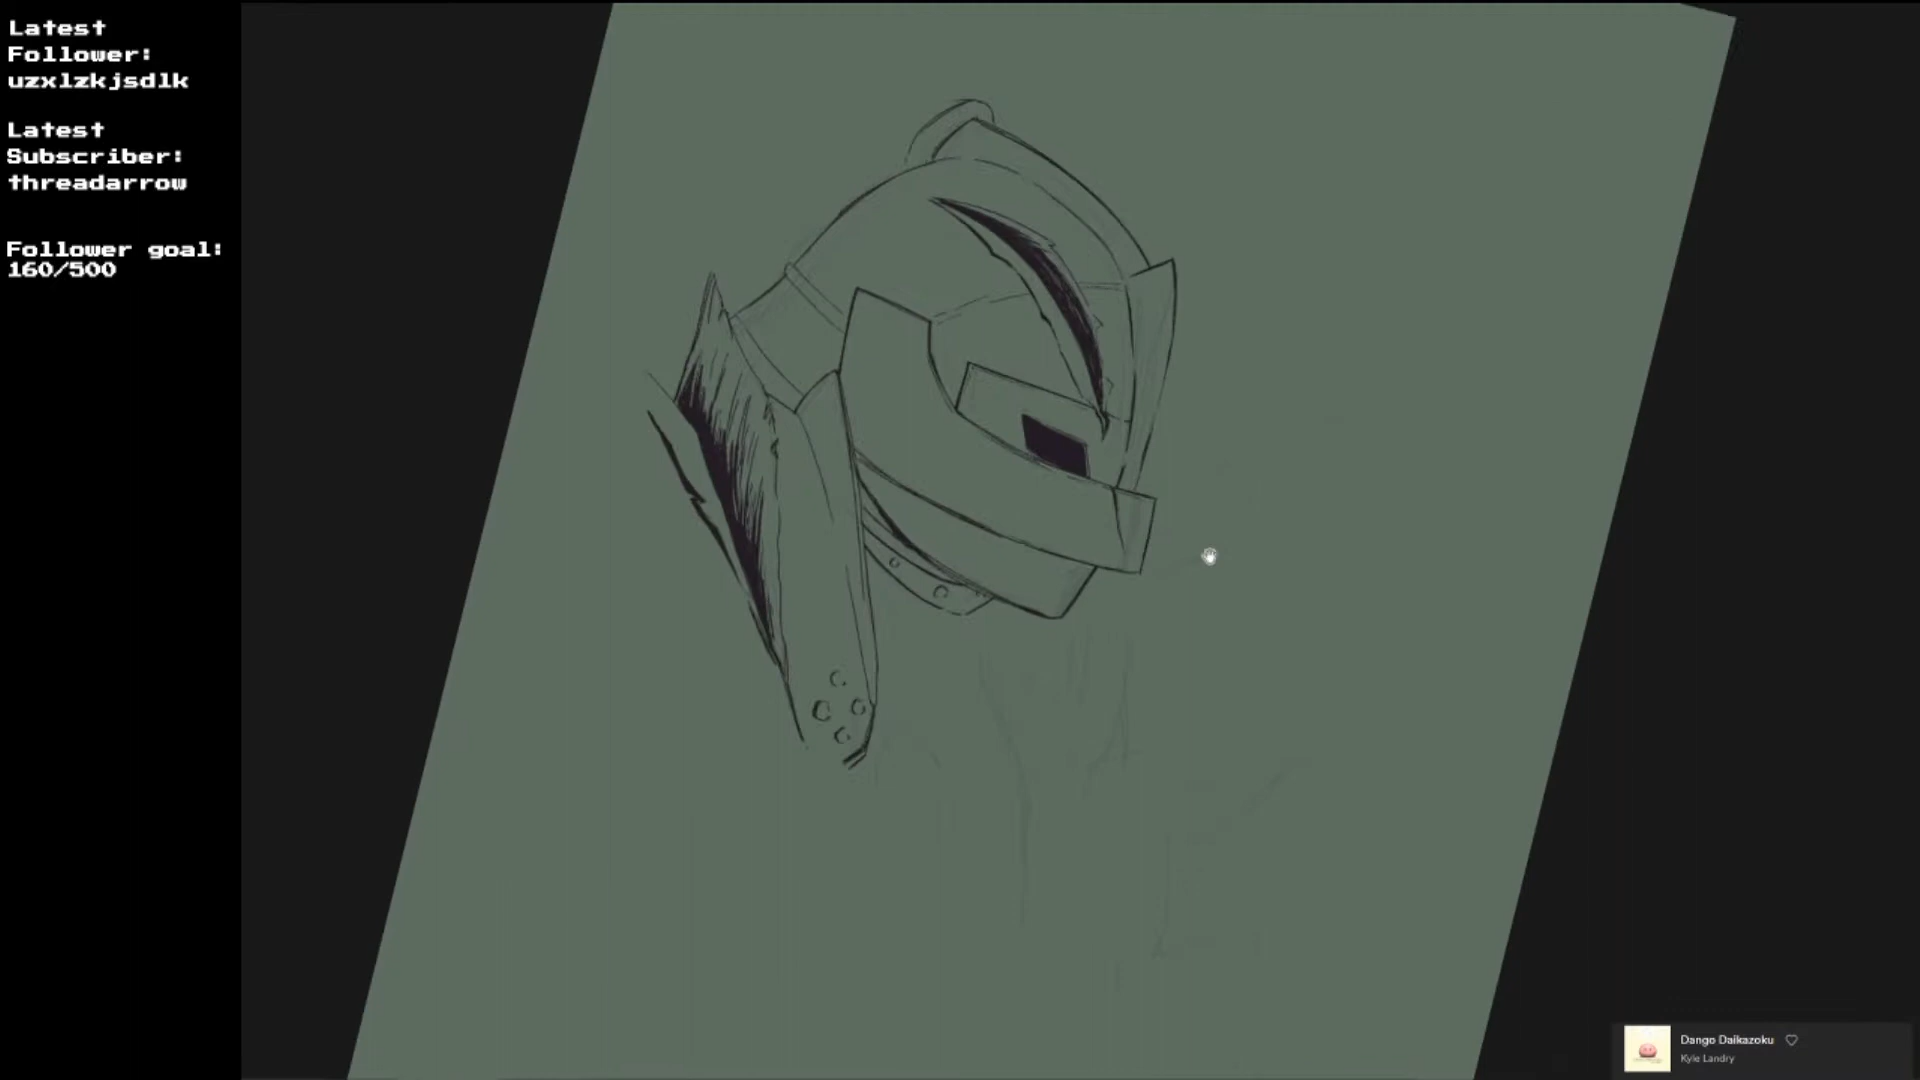 Latest
Follower:
uzxlzkjsdlk
Latest
Subscriber:
threadarrow
Follower goal:
160/500
Dango Daikazoku
Kyle Landry